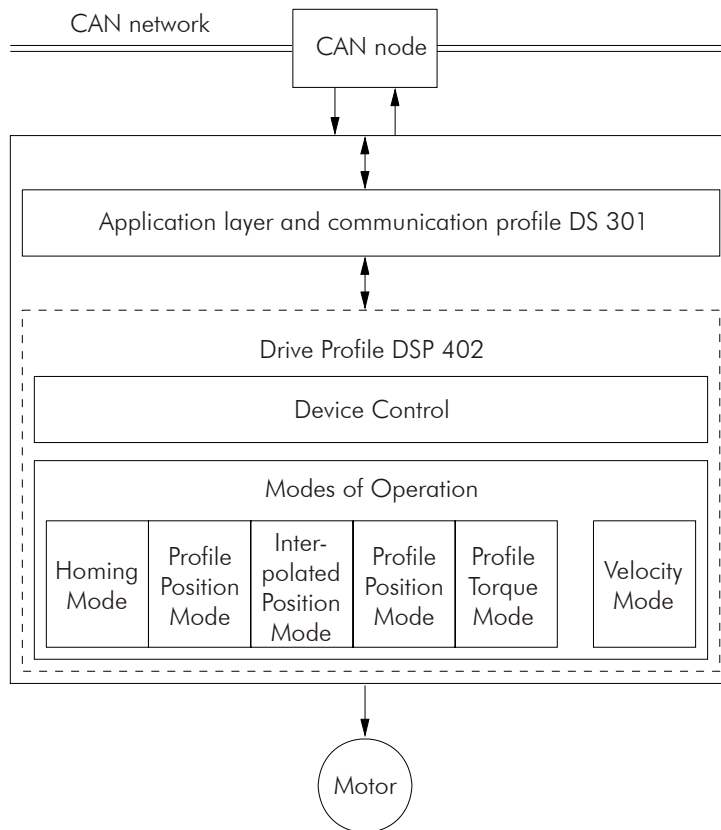 CAN network
CAN node
Application layer and communication profile DS 301
Drive Profile DSP 402
Device Control
Modes of Operation
Homing
Mode
Profile
Position
Mode
Inter-
polated
Position
Mode
Profile
Position
Mode
Profile
Torque
Mode
Velocity
Mode
Motor